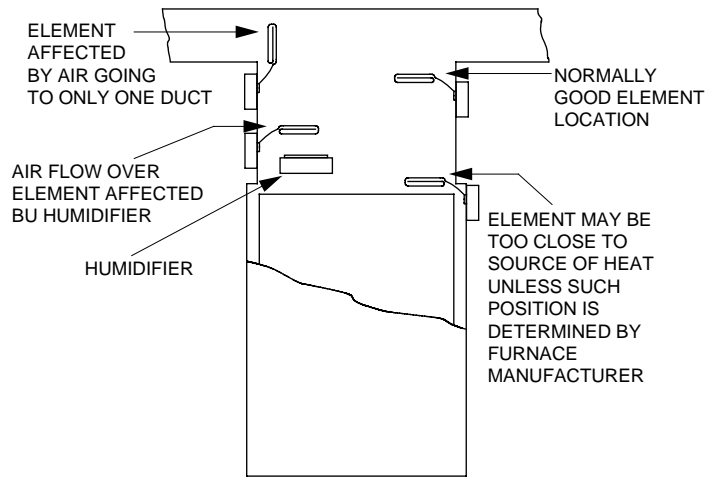 ELEMENT
AFFECTED
BY AIR GOING
TO ONLY ONE DUCT
NORMALLY
GOOD ELEMENT
LOCATION
AIR FLOW OVER
ELEMENT AFFECTED
BU HUMIDIFIER
HUMIDIFIER
ELEMENT MAY BE
TOO CLOSE TO
SOURCE OF HEAT
UNLESS SUCH
POSITION IS
DETERMINED BY
FURNACE
MANUFACTURER